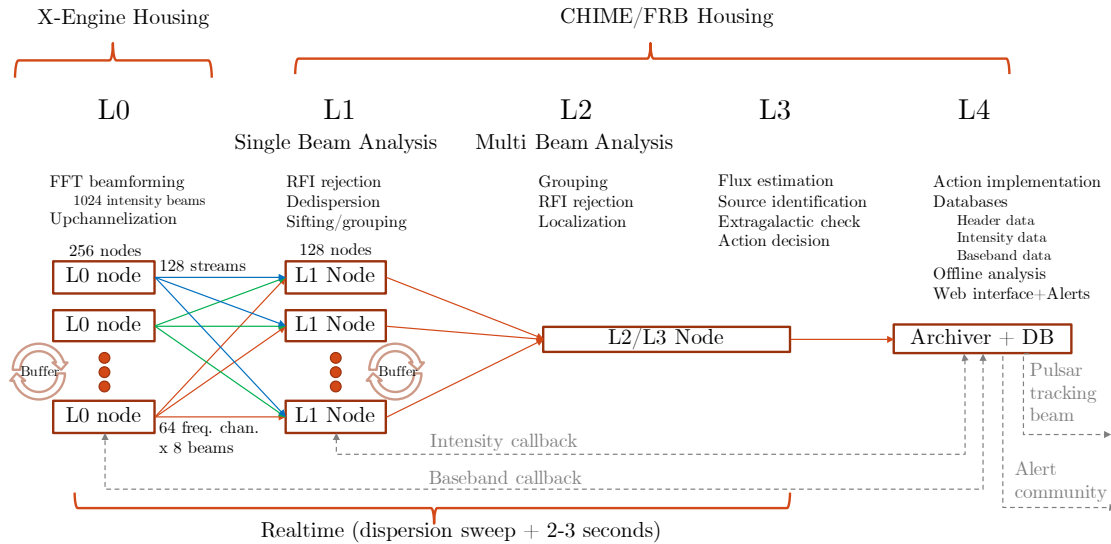 X-Engine Housing
CHIME/FRB Housing
L0
L1
L2
L3
L4
Single Beam Analysis
Multi Beam Analysis
FFT beamforming
1024 intensity beams
Upchannelization
RFI rejection
Dedispersion
Sifting/grouping
Grouping
RFI rejection
Localization
Flux estimation
Source identification
Extragalactic check
Action decision
Action implementation
Databases
Header data
Intensity data
Baseband data
Offline analysis
Web interface+Alerts
256 nodes
L0 node
L0 node
Buffer
L0 node
128 streams
64 freq. chan.
x 8 beams
128 nodes
L1 Node
L1 Node
Buffer
L1 Node
L2/L3 Node
Archiver + DB
Pulsar
tracking
beam
Intensity callback
Baseband callback
Alert
community
Realtime (dispersion sweep + 2-3 seconds)